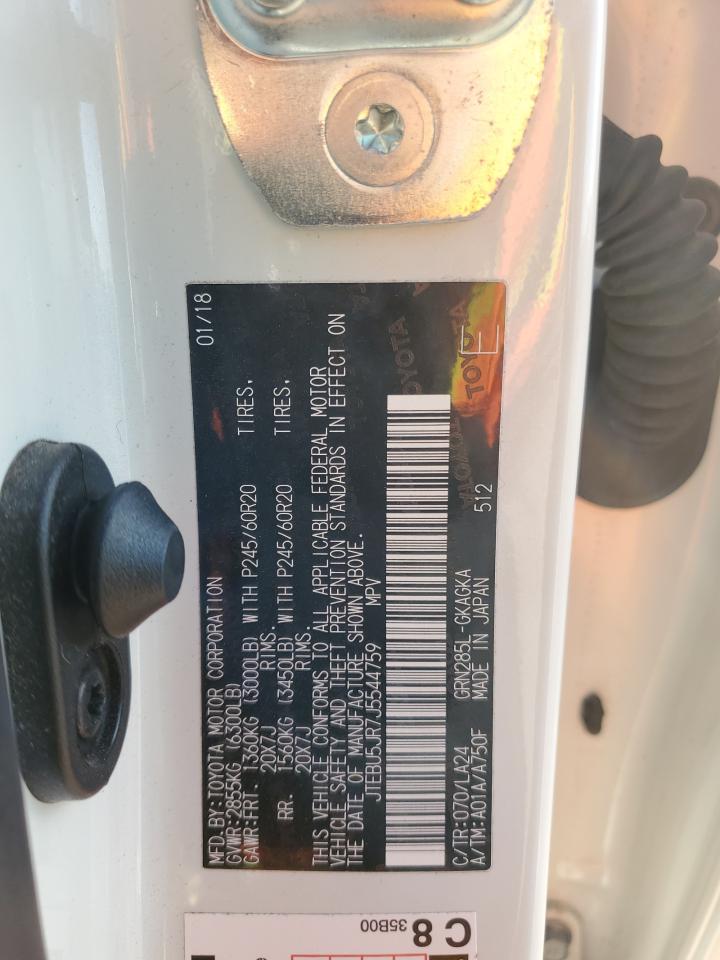 MFD.BY:TOYOTA MOTOR CORPORATION 01/18
GVWR:2855KG (6300LB)
GAWR:FRT. 1360KG (3000LB) WITH P245/60R20 TIRES,
20X7J RIMS.
RR. 1560KG (3450LB) WITH P245/60R20 TIRES,
20X7J RIMS.
THIS VEHICLE CONFORMS TO ALL APPLICABLE FEDERAL MOTOR
VEHICLE SAFETY AND THEFT PREVENTION STANDARDS IN EFFECT ON
THE DATE OF MANUFACTURE SHOWN ABOVE.
JTEBU5JR7J5544759 MPV
C/TR:070/LA24 GRN285L-GKAGKA
A/TM:A01A/A750F MADE IN JAPAN 512
E
TOYOTA
TOYOTA
TOYOTA
C8
35B00